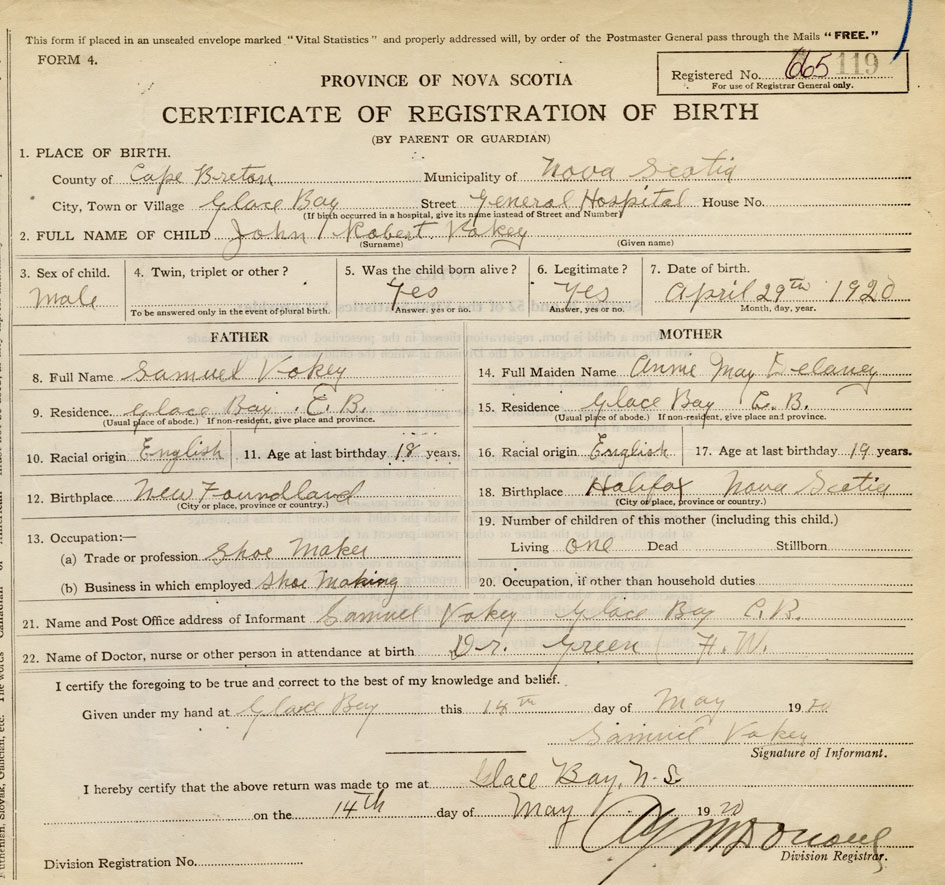 This form if placed in an unsealed envelope marked "Vital Statistics" and properly addressed will, by order of the Postmaster General pass through the Mails "FREE."
FORM 4.
Registered No. 665 119
For use of Registrar General only.
PROVINCE OF NOVA SCOTIA
CERTIFICATE OF REGISTRATION OF BIRTH
(BY PARENT OR GUARDIAN)
1. PLACE OF BIRTH.
County of Cape Breton Municipality of Nova Scotia
City, Town or Village Glace Bay Street General Hospital House No.
(If birth occurred in a hospital, give its name instead of Street and Number)
2. FULL NAME OF CHILD John Robert Vokey
(Surname) (Given name)
3. Sex of child. 4. Twin, triplet or other? 5. Was the child born alive? 6. Legitimate? 7. Date of birth.
Male Yes Yes April 29th 1920
To be answered only in the event of plural birth. Answer, yes or no. Answer, yes or no. Month, day, year.
FATHER MOTHER
8. Full Name Samuel Vokey 14. Full Maiden Name Annie May Delaney
9. Residence Glace Bay C.B. 15. Residence Glace Bay C.B.
(Usual place of abode.) If non-resident, give place and province. (Usual place of abode.) If non-resident, give place and province.
10. Racial origin English 11. Age at last birthday 18 years. 16. Racial origin English 17. Age at last birthday 19 years.
12. Birthplace New Foundland 18. Birthplace Halifax Nova Scotia
(City or place, province or country.) (City or place, province or country.)
13. Occupation:— 19. Number of children of this mother (including this child.)
(a) Trade or profession Shoe Maker Living one Dead Stillborn
(b) Business in which employed Shoe Making 20. Occupation, if other than household duties
21. Name and Post Office address of Informant Samuel Vokey Glace Bay C.B.
22. Name of Doctor, nurse or other person in attendance at birth Dr. Green H.W.
I certify the foregoing to be true and correct to the best of my knowledge and belief.
Given under my hand at Glace Bay this 14th day of May 1920
Samuel Vokey
Signature of Informant.
I hereby certify that the above return was made to me at Glace Bay, N.S.
on the 14th day of May 1920
Division Registrar.
Division Registration No.